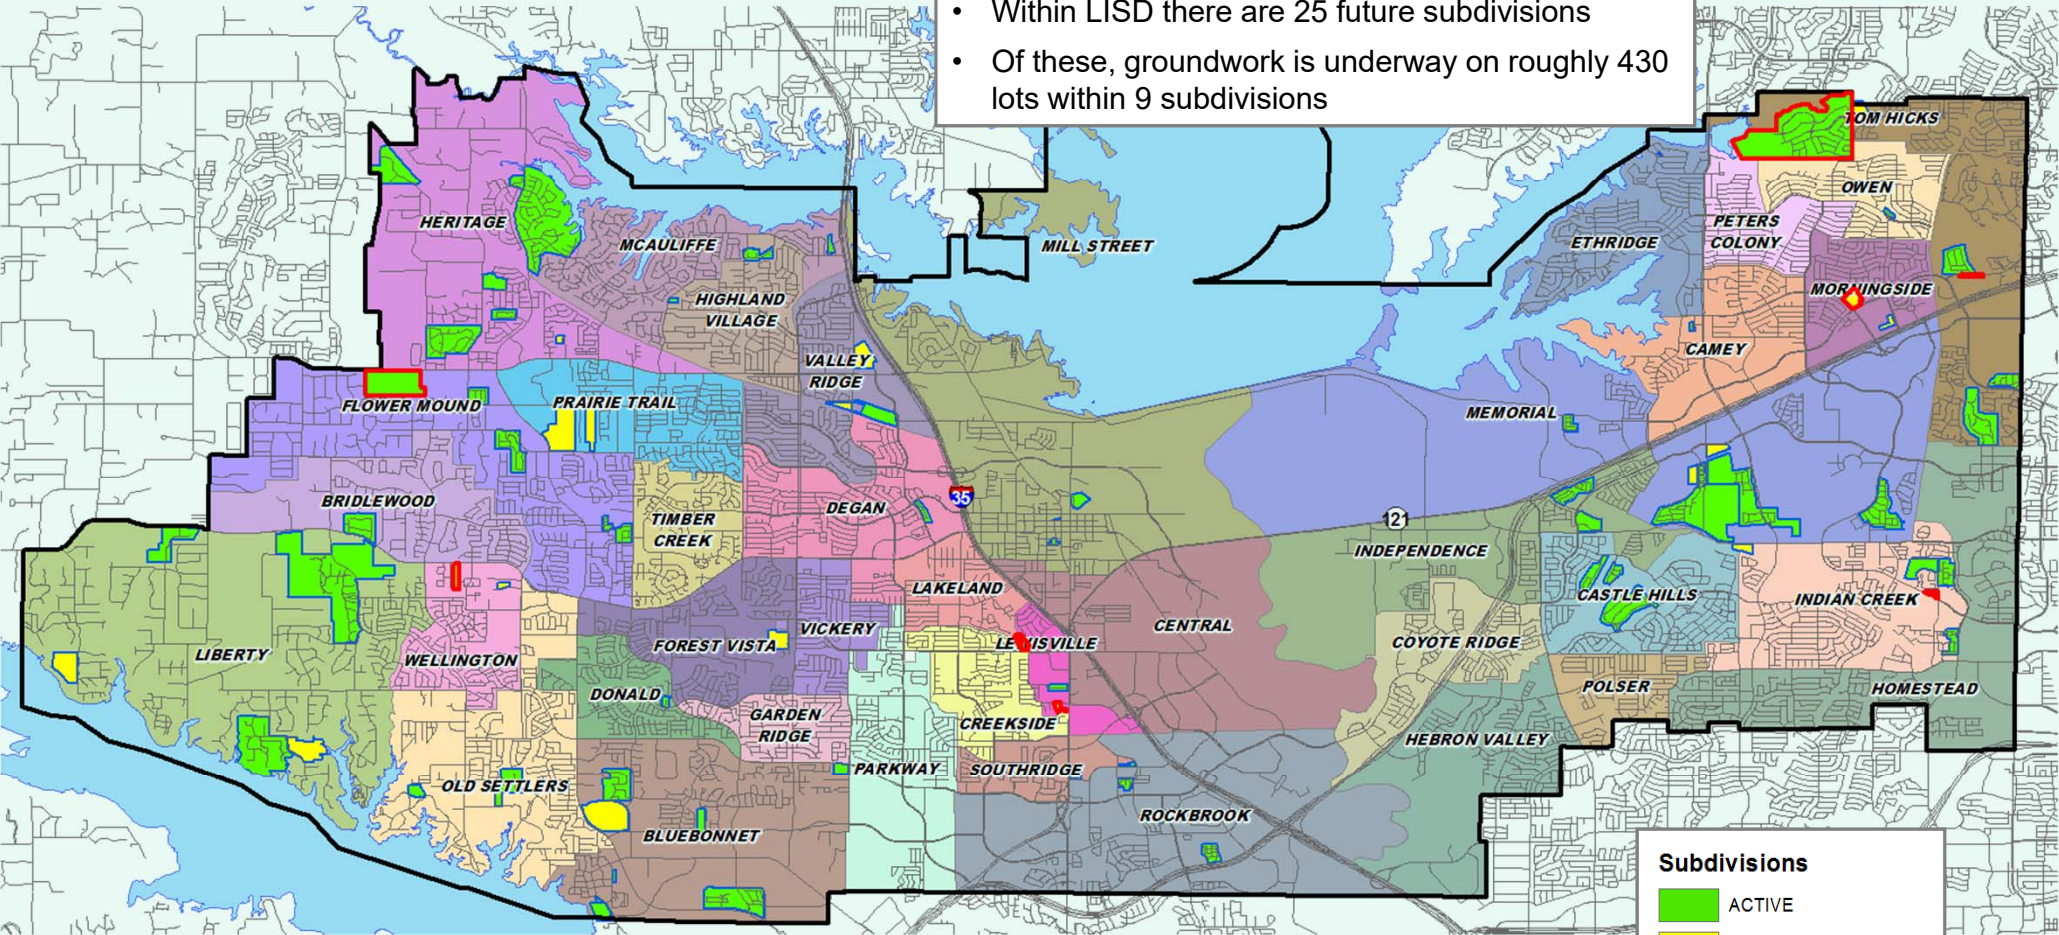 • Within LISD there are 25 future subdivisions
• Of these, groundwork is underway on roughly 430
lots within 9 subdivisions
TOM HICKS
OWEN
HERITAGE
MCAULIFFE
MILL STREET
ETHRIDGE
PETERS
COLONY
HIGHLAND
VILLAGE
MORNINGSIDE
VALLEY
RIDGE
CAMEY
FLOWER MOUND
PRAIRIE TRAIL
MEMORIAL
BRIDLEWOOD
35
DEGAN
TIMBER
CREEK
121
INDEPENDENCE
LAKELAND
CASTLE HILLS
INDIAN CREEK
LIBERTY
WELLINGTON
FOREST VISTA
VICKERY
LEWISVILLE
CENTRAL
COYOTE RIDGE
DONALD
POLSER
HOMESTEAD
GARDEN
RIDGE
CREEKSIDE
HEBRON VALLEY
OLD SETTLERS
PARKWAY
SOUTHRIDGE
BLUEBONNET
ROCKBROOK
Subdivisions
ACTIVE